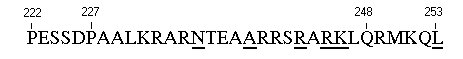 222 227 248 253
PESSDPAALKRARNTEAARRSRARKLQRMKQL